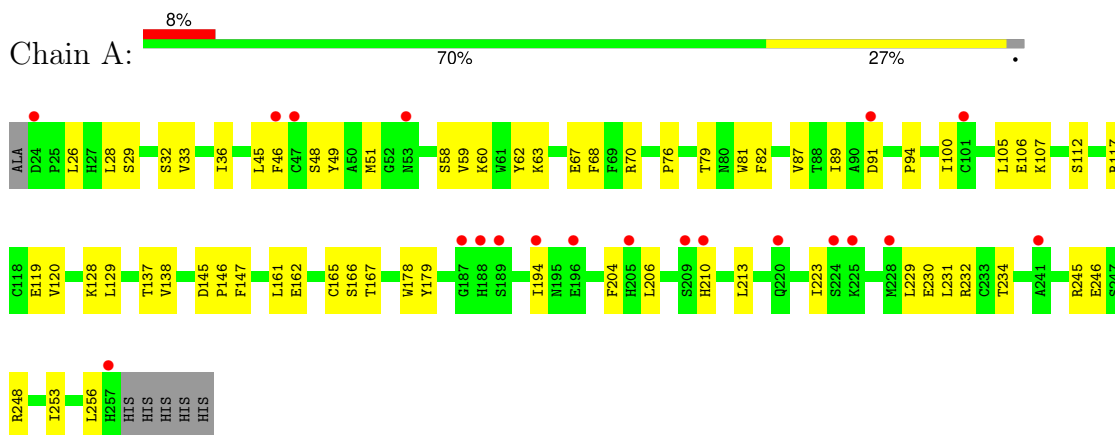 8%
Chain A:
70% 27% •
ALA D24 P25 L26 H27 L28 S29 S32 V33 I36 L45 F46 C47 S48 Y49 A50 M51 G52 N53 S58 V59 K60 W61 Y62 K63 E67 F68 F69 R70 P76 T79 N80 W81 F82 V87 T88 I89 A90 D91 P94 I100 C101 L105 E106 K107 S112 R117
C118 E119 V120 K128 L129 T137 V138 D145 P146 F147 L161 E162 C165 S166 T167 W178 Y179 G187 H188 S189 I194 N195 E196 F204 H205 L206 S209 H210 L213 Q220 I223 S224 K225 M228 L229 E230 L231 R232 C233 T234 A241 R245 E246 S247
R248 I253 L256 H257 HIS HIS HIS HIS HIS